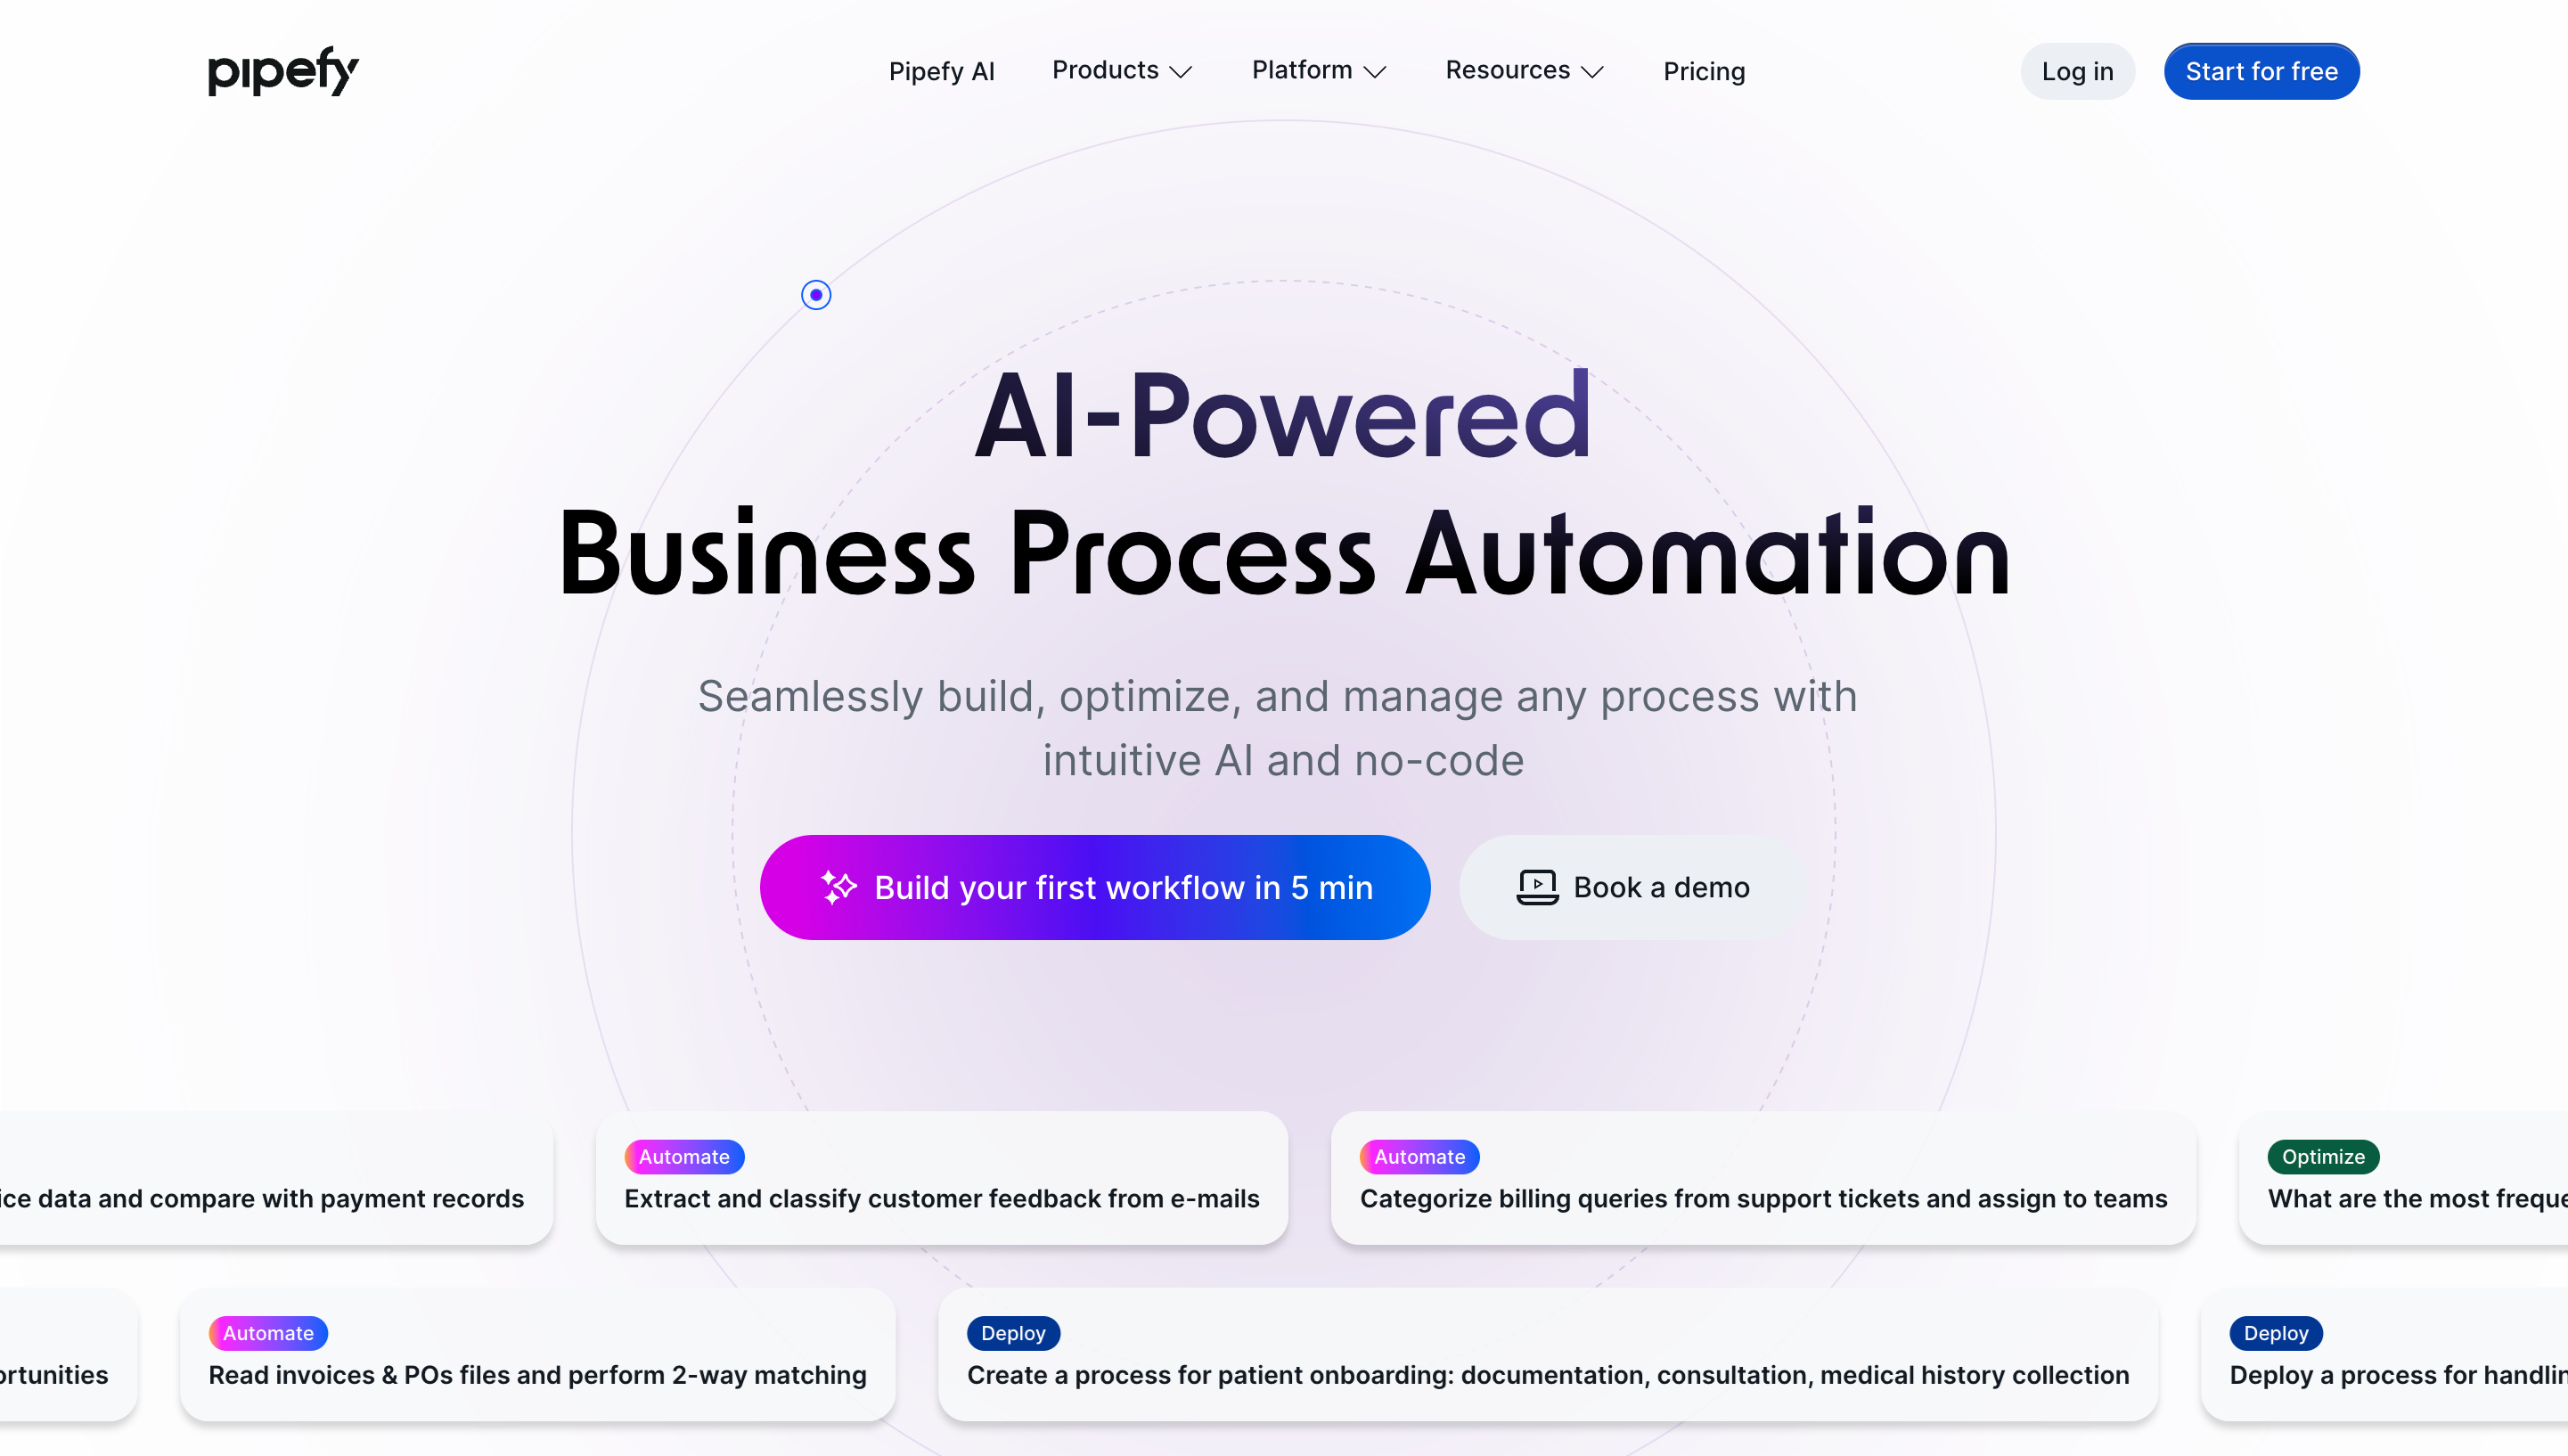 pipefy
Pipefy AI
Products
Platform
Resources
Pricing
Log in
Start for free
AI-Powered
Business Process Automation
Seamlessly build, optimize, and manage any process with
intuitive AI and no-code
Build your first workflow in 5 min
Book a demo
data and compare with payment records
Automate
Extract and classify customer feedback from e-mails
Automate
Categorize billing queries from support tickets and assign to teams
Optimize
What are the most
Automate
Read invoices & POs files and perform 2-way matching
Deploy
Create a process for patient onboarding: documentation, consultation, medical history collection
Deploy
Deploy a process for